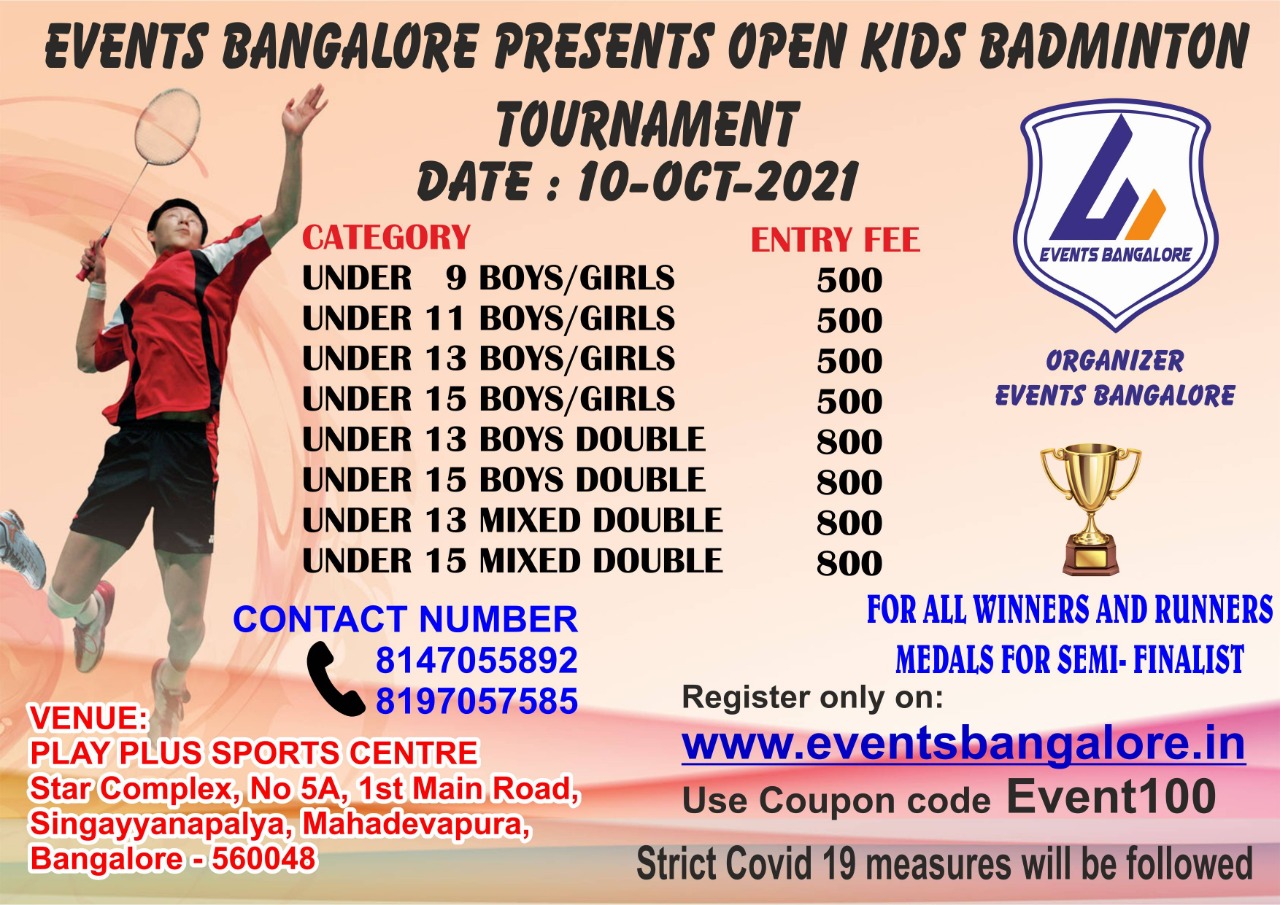 EVENTS BANGALORE PRESENTS OPEN KIDS BADMINTON
TOURNAMENT
DATE : 10-OCT-2021
CATEGORY ENTRY FEE
UNDER 9 BOYS/GIRLS 500
UNDER 11 BOYS/GIRLS 500
UNDER 13 BOYS/GIRLS 500
UNDER 15 BOYS/GIRLS 500
UNDER 13 BOYS DOUBLE 800
UNDER 15 BOYS DOUBLE 800
UNDER 13 MIXED DOUBLE 800
UNDER 15 MIXED DOUBLE 800
EVENTS BANGALORE
ORGANIZER
EVENTS BANGALORE
FOR ALL WINNERS AND RUNNERS
MEDALS FOR SEMI- FINALIST
CONTACT NUMBER
8147055892
8197057585
VENUE:
PLAY PLUS SPORTS CENTRE
Star Complex, No 5A, 1st Main Road,
Singayyanapalya, Mahadevapura,
Bangalore - 560048
Register only on:
www.eventsbangalore.in
Use Coupon code Event100
Strict Covid 19 measures will be followed